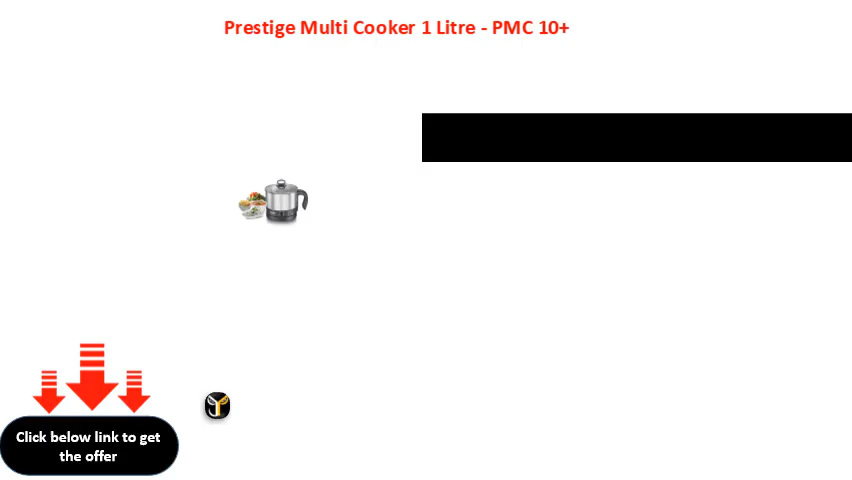 Prestige Multi Cooker 1 Litre - PMC 10+
Click below link to get
the offer